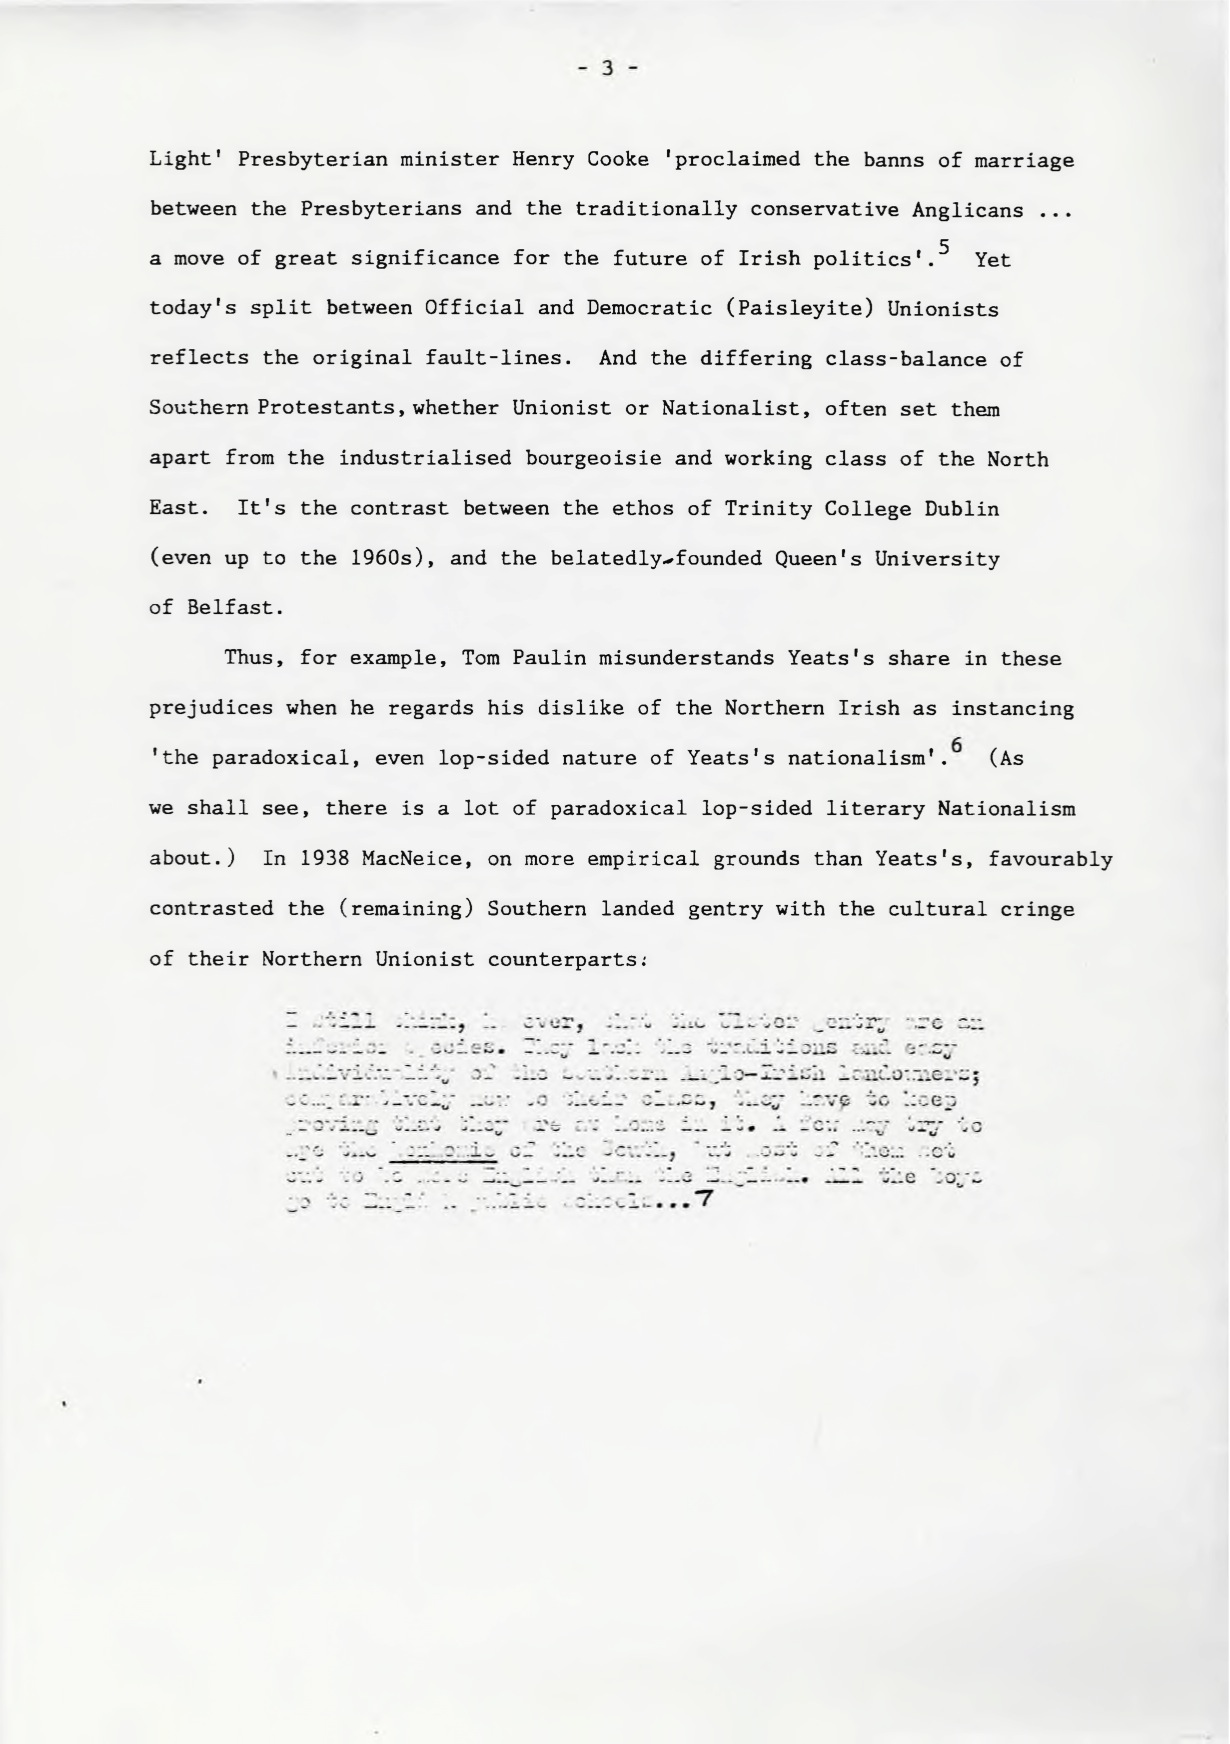 - 3 -
Light' Presbyterian minister Henry Cooke 'proclaimed the banns of marriage
between the Presbyterians and the traditionally conservative Anglicans ...
a move of great significance for the future of Irish politics'.5 Yet
today's split between Official and Democratic (Paisleyite) Unionists
reflects the original fault-lines. And the differing class-balance of
Southern Protestants, whether Unionist or Nationalist, often set them
apart from the industrialised bourgeoisie and working class of the North
East. It's the contrast between the ethos of Trinity College Dublin
(even up to the 1960s), and the belatedly-founded Queen's University
of Belfast.
Thus, for example, Tom Paulin misunderstands Yeats's share in these
prejudices when he regards his dislike of the Northern Irish as instancing
'the paradoxical, even lop-sided nature of Yeats's nationalism'.6 (As
we shall see, there is a lot of paradoxical lop-sided literary Nationalism
about.) In 1938 MacNeice, on more empirical grounds than Yeats's, favourably
contrasted the (remaining) Southern landed gentry with the cultural cringe
of their Northern Unionist counterparts:
I still think, however, that the Ulster gentry are an
inferior species. They lack the traditions and easy
individuality of the southern Anglo-Irish landowners;
comparatively new to their class, they have to keep
proving that they are at home in it. A few may try to
ape the of the South, but most of them set
out to be more English than the English. All the boys
go to English public schools...7